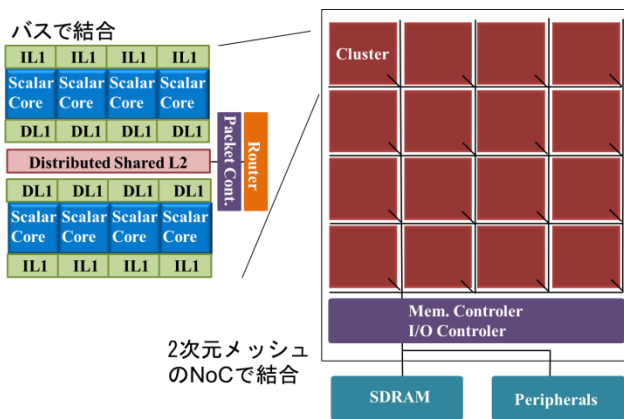 バスで結合
IL1 IL1 IL1 IL1
Scalar Scalar Scalar Scalar
Core Core Core Core
DL1 DL1 DL1 DL1
Distributed Shared L2
DL1 DL1 DL1 DL1
Scalar Scalar Scalar Scalar
Core Core Core Core
IL1 IL1 IL1 IL1
Packet Cont.
Router
Cluster
Mem. Controler
I/O Controler
2次元メッシュ
のNoCで結合
SDRAM
Peripherals